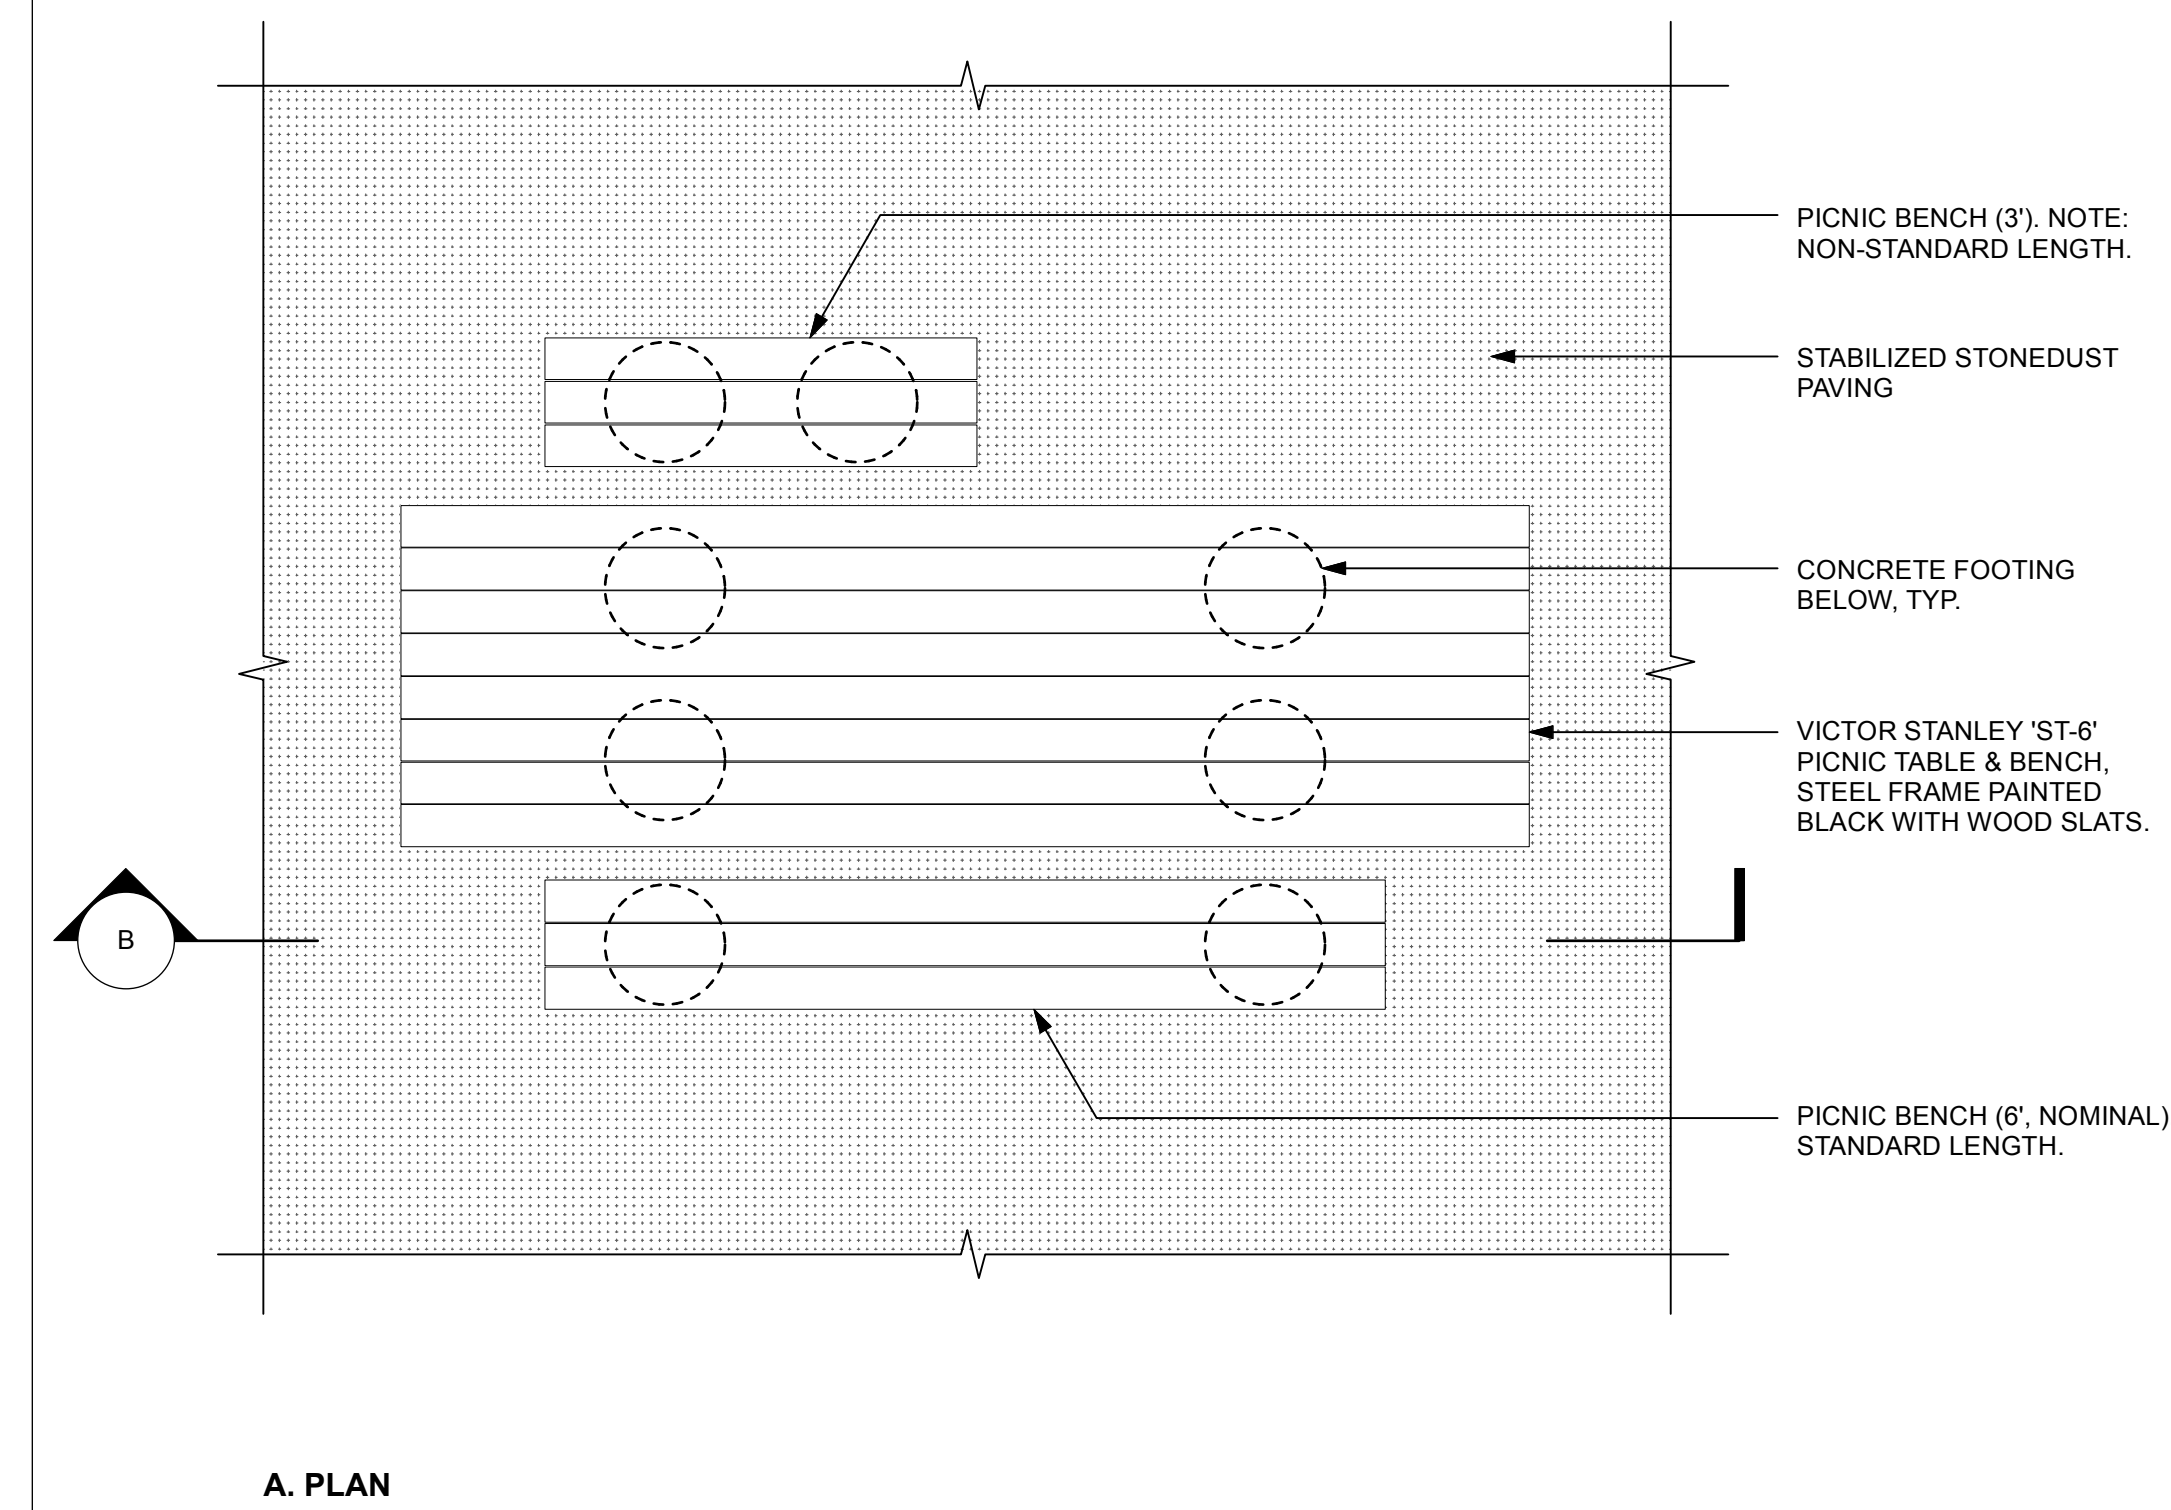 PICNIC BENCH (3'). NOTE:
NON-STANDARD LENGTH.
STABILIZED STONEDUST
PAVING
CONCRETE FOOTING
BELOW, TYP.
VICTOR STANLEY 'ST-6'
PICNIC TABLE & BENCH,
STEEL FRAME PAINTED
BLACK WITH WOOD SLATS.
B
PICNIC BENCH (6', NOMINAL)
STANDARD LENGTH.
A. PLAN